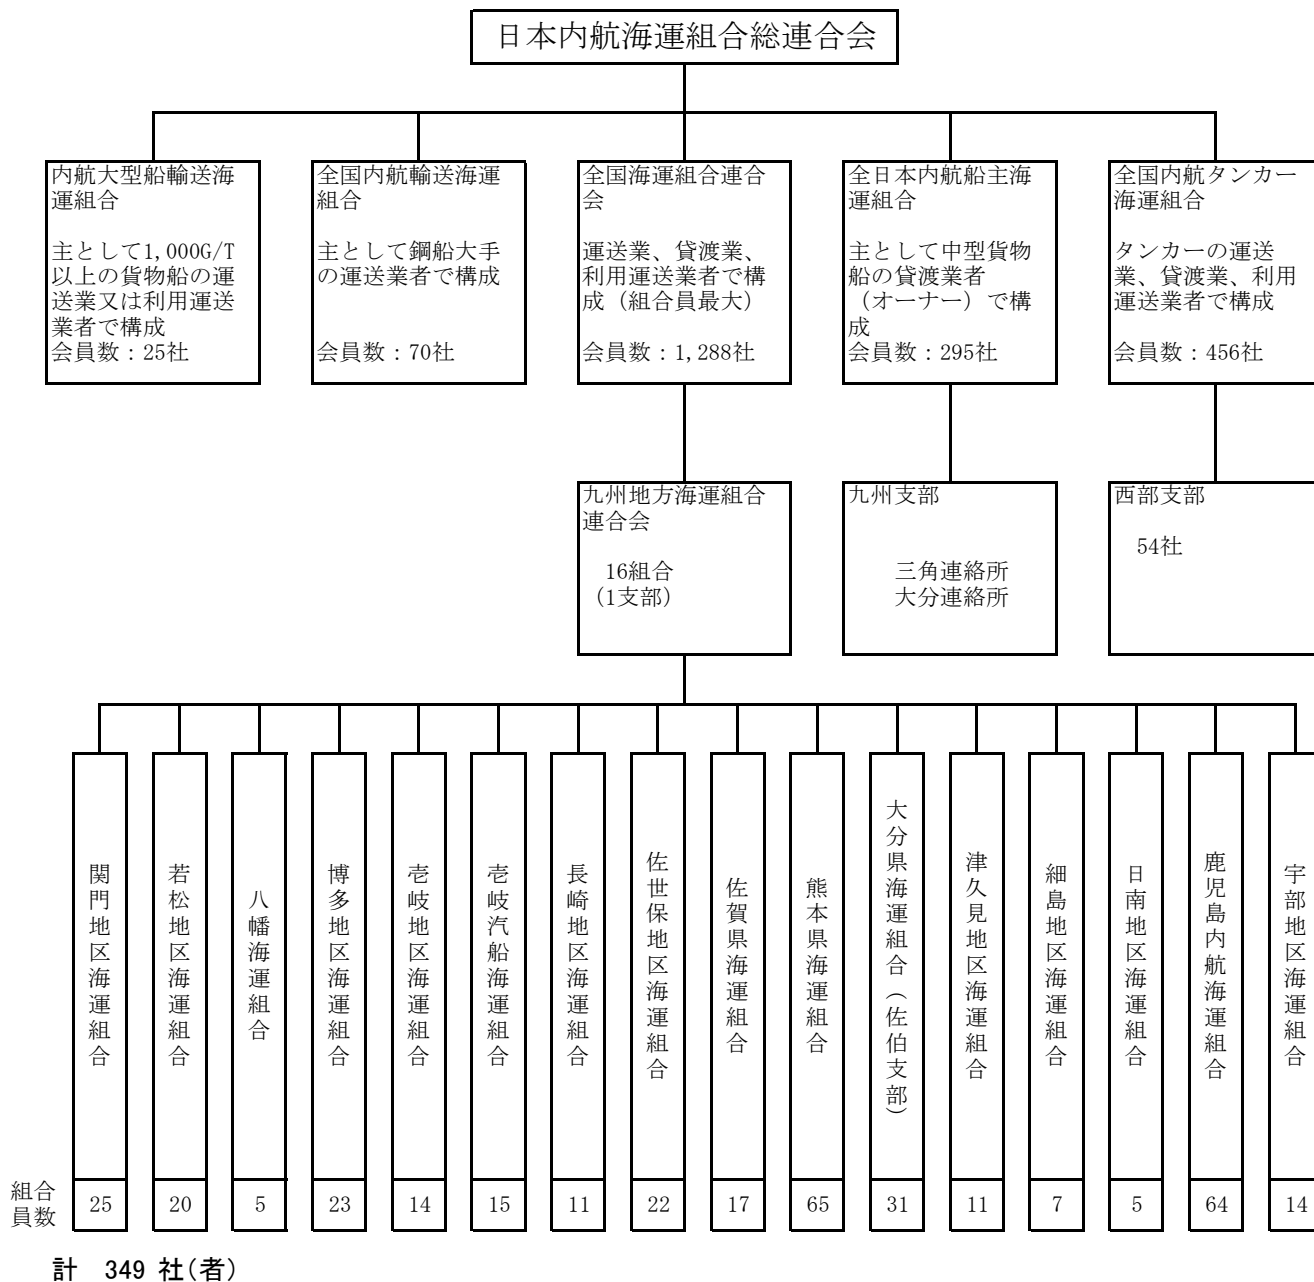 日本内航海運組合総連合会
内航大型船輸送海
運組合
主として1,000G/T
以上の貨物船の運
送業又は利用運送
業者で構成
会員数：25社
全国内航輸送海運
組合
主として鋼船大手
の運送業者で構成
会員数：70社
全国海運組合連合
会
運送業、貸渡業、
利用運送業者で構
成（組合員最大）
会員数：1,288社
全日本内航船主海
運組合
主として中型貨物
船の貸渡業者
（オーナー）で構
成
会員数：295社
全国内航タンカー
海運組合
タンカーの運送
業、貸渡業、利用
運送業者で構成
会員数：456社
九州地方海運組合
連合会
16組合
（1支部）
九州支部
三角連絡所
大分連絡所
西部支部
54社
関門地区海運組合
若松地区海運組合
八幡海運組合
博多地区海運組合
壱岐地区海運組合
壱岐汽船海運組合
長崎地区海運組合
佐世保地区海運組合
佐賀県海運組合
熊本県海運組合
大分県海運組合（佐伯支部）
津久見地区海運組合
細島地区海運組合
日南地区海運組合
鹿児島内航海運組合
宇部地区海運組合
組合
員数
25 20 5 23 14 15 11 22 17 65 31 11 7 5 64 14
計　349 社（者）